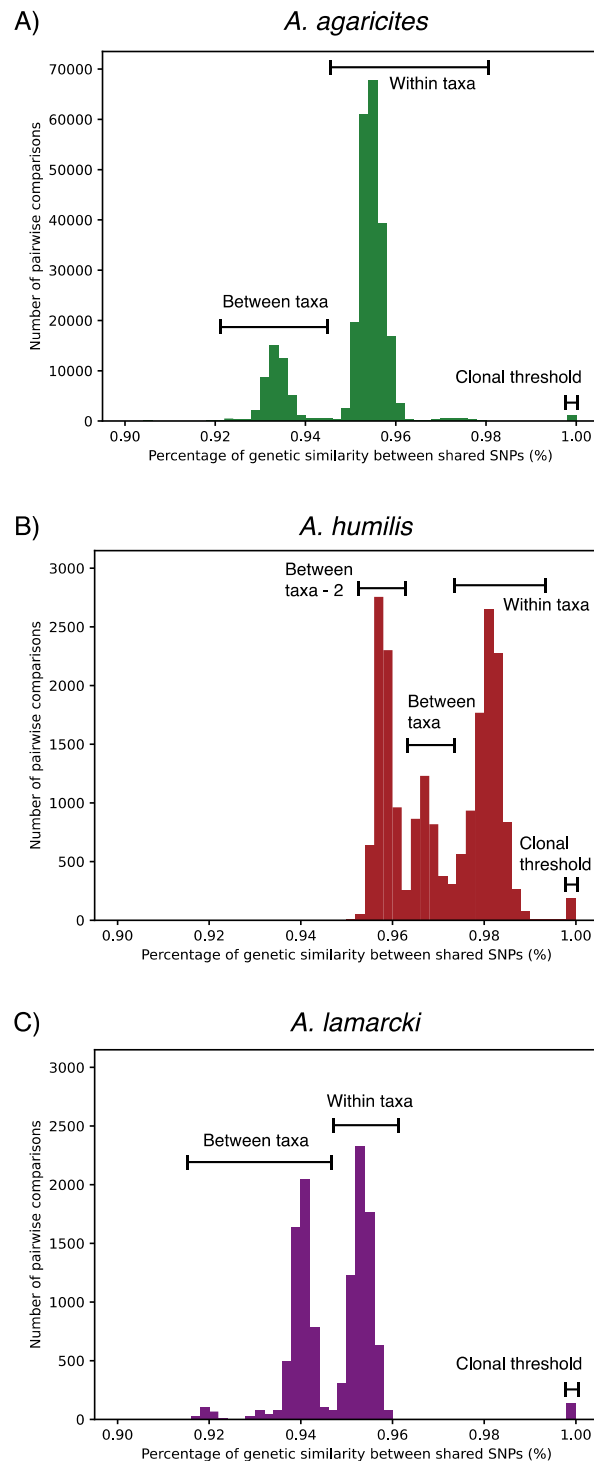 A)
A. agaricites
70000
60000
50000
40000
30000
20000
10000
0
Number of pairwise comparisons
Within taxa
Between taxa
Clonal threshold
0.90 0.92 0.94 0.96 0.98 1.00
Percentage of genetic similarity between shared SNPs (%)
B)
A. humilis
3000
2500
2000
1500
1000
500
0
Number of pairwise comparisons
Between
taxa - 2
Within taxa
Between
taxa
Clonal
threshold
0.90 0.92 0.94 0.96 0.98 1.00
Percentage of genetic similarity between shared SNPs (%)
C)
A. lamarcki
3000
2500
2000
1500
1000
500
0
Number of pairwise comparisons
Within taxa
Between taxa
Clonal threshold
0.90 0.92 0.94 0.96 0.98 1.00
Percentage of genetic similarity between shared SNPs (%)